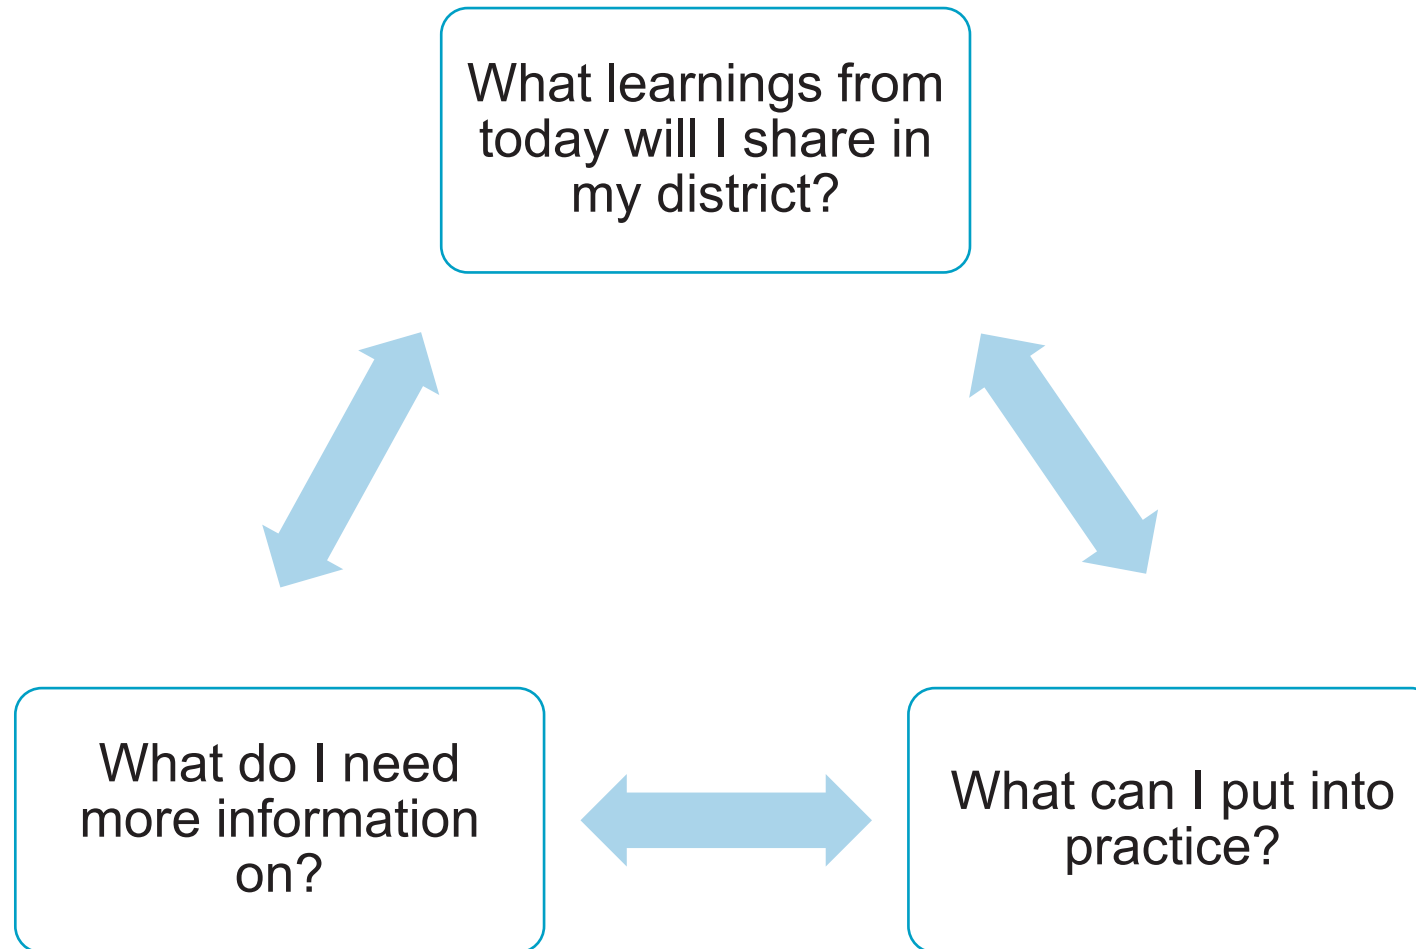 What learnings from
today will I share in
my district?
What do I need
more information
on?
What can I put into
practice?